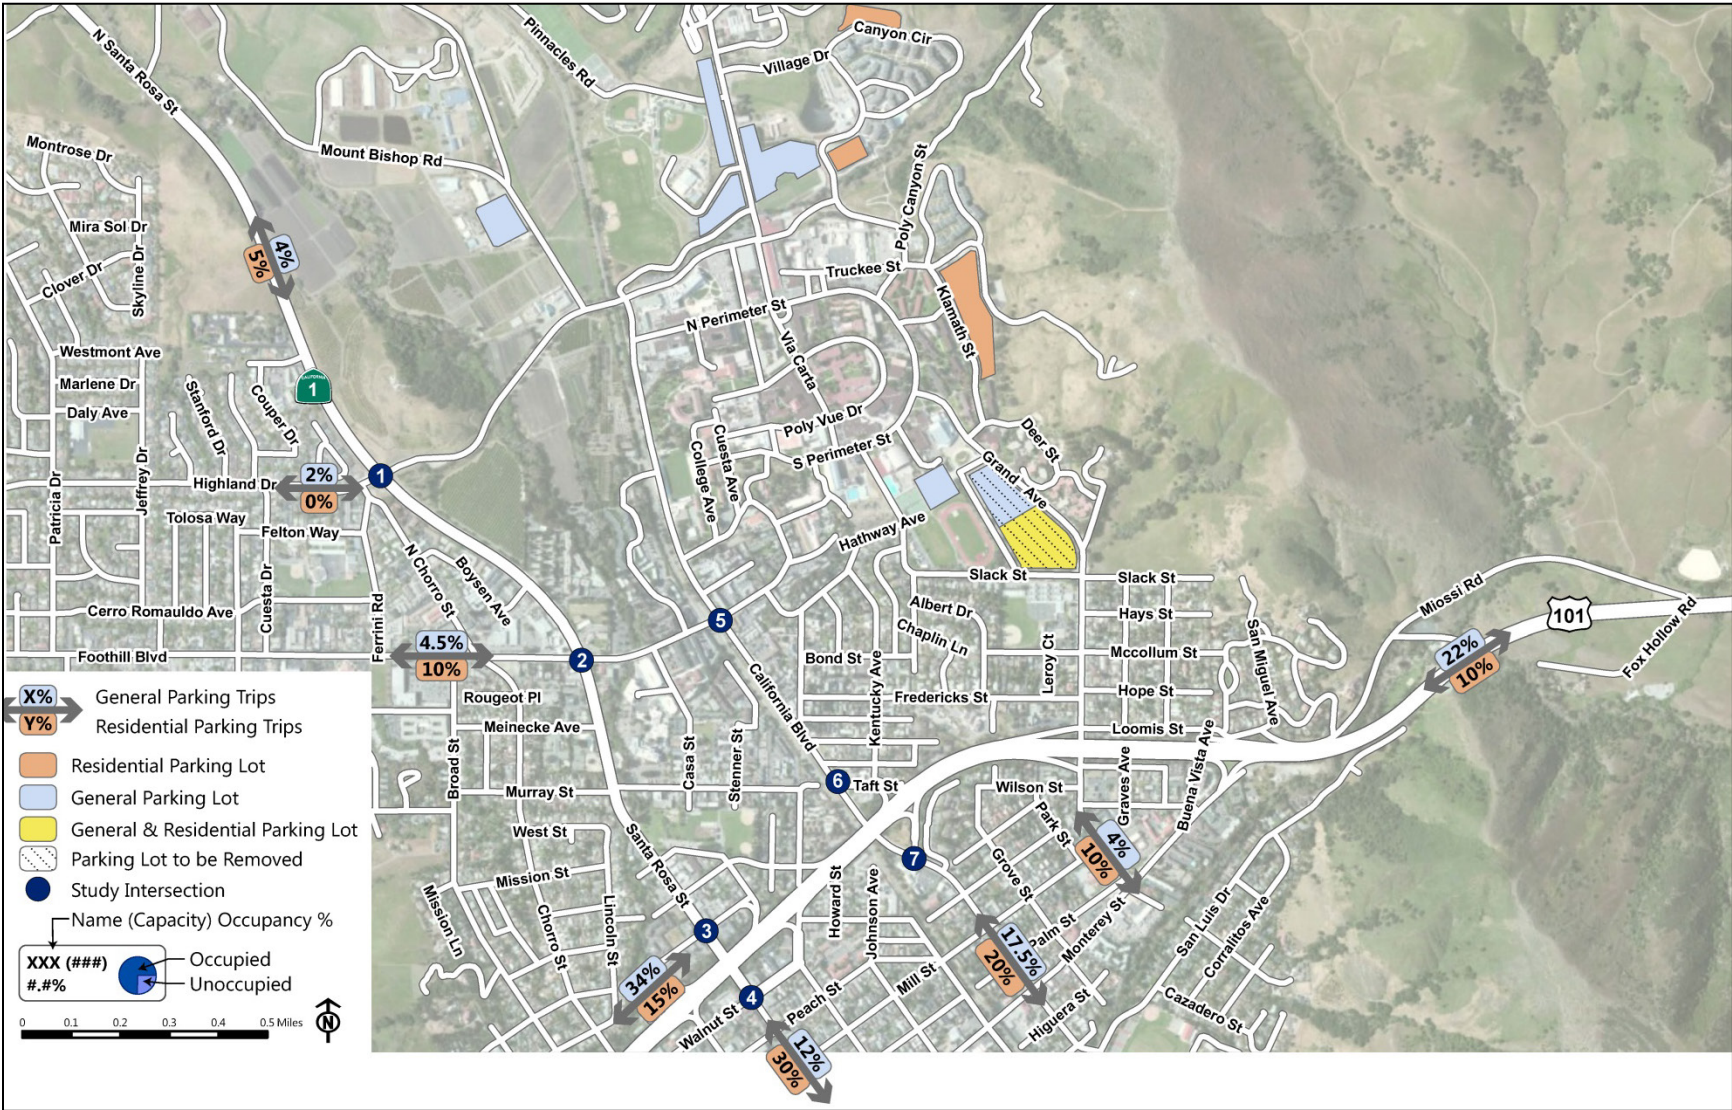 N Santa Rosa St
Pinnacles Rd
Canyon Cir
Village Dr
Montrose Dr
Mount Bishop Rd
Poly Canyon St
Mira Sol Dr
Skyline Dr
Clover Dr
4%
5%
Truckee St
Klamath St
N Perimeter St
Via Carta
Westmont Ave
Marlene Dr
Daly Ave
CALIFORNIA
1
Stanford Dr
Couper Dr
Poly Vue Dr
S Perimeter St
College Ave
Cuesta Ave
Deer St
Grand Ave
Patricia Dr
Jeffrey Dr
Highland Dr
2%
0%
1
Tolosa Way
Felton Way
Hathway Ave
N Chorro St
Boysen Ave
Slack St
Slack St
Cerro Romauldo Ave
Cuesta Dr
Ferrini Rd
Albert Dr
Chaplin Ln
Hays St
Leroy Ct
San Miguel Ave
Miossi Rd
101
Fox Hollow Rd
5
4.5%
10%
2
Foothill Blvd
Bond St
Mccollum St
22%
10%
Kentucky Ave
Fredericks St
Hope St
California Blvd
Loomis St
Rougeot Pl
Meinecke Ave
Broad St
Casa St
Stenner St
Murray St
6
Taft St
Wilson St
Graves Ave
Buena Vista Ave
Park St
4%
10%
West St
Santa Rosa St
7
Grove St
Mission St
Mission Ln
Chorro St
Lincoln St
Howard St
Johnson Ave
San Luis Dr
Corralitos Ave
3
17.5%
20%
Palm St
Monterey St
34%
15%
4
Mill St
Peach St
Walnut St
Higuera St
Cazadero St
12%
30%
X% General Parking Trips
Y% Residential Parking Trips
Residential Parking Lot
General Parking Lot
General & Residential Parking Lot
Parking Lot to be Removed
Study Intersection
Name (Capacity) Occupancy %
XXX (###)
#.#%
Occupied
Unoccupied
0 0.1 0.2 0.3 0.4 0.5 Miles
N